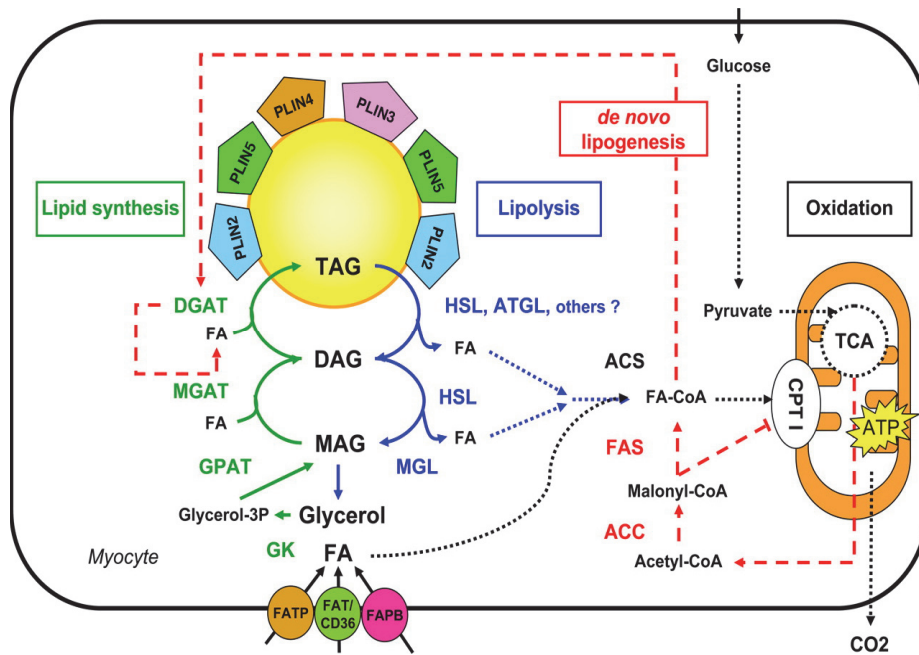 Glucose
PLIN4
PLIN3
de novo
lipogenesis
PLIN5
PLIN5
Lipid synthesis
Lipolysis
Oxidation
PLIN2
PLIN2
TAG
DGAT
HSL, ATGL, others ?
Pyruvate
TCA
FA
FA
DAG
ACS
MGAT
HSL
FA-CoA
CPT I
ATP
FA
FA
MAG
FAS
GPAT
MGL
Malonyl-CoA
Glycerol-3P
Glycerol
ACC
Myocyte
GK
FA
Acetyl-CoA
FATP
FAT/
CD36
FAPB
CO2